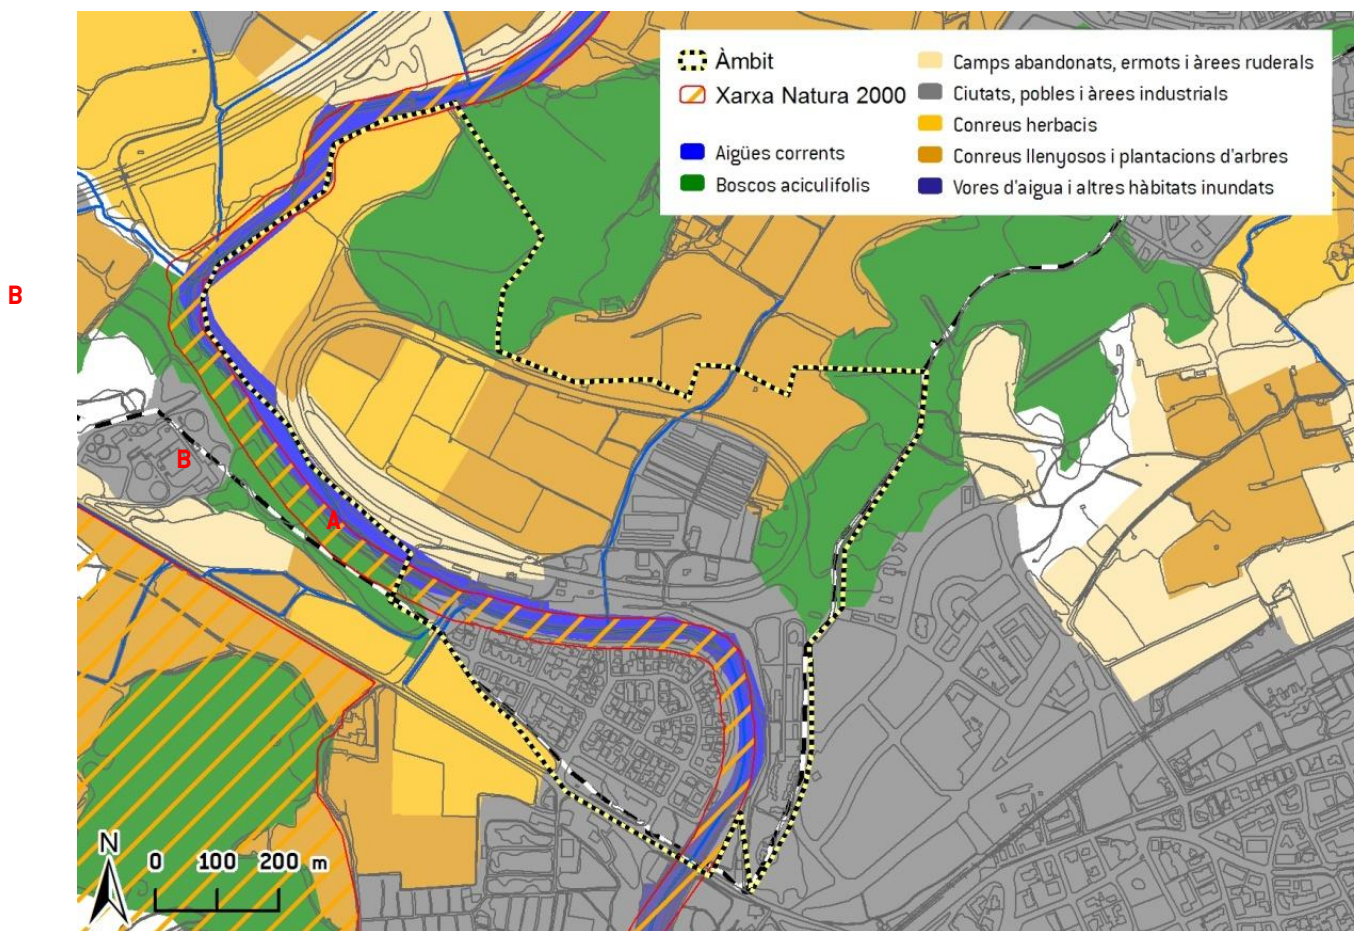 Àmbit
Xarxa Natura 2000
Aigües corrents
Boscos aciculifolis
Camps abandonats, ermots i àrees ruderals
Ciutats, pobles i àrees industrials
Conreus herbacis
Conreus llenyosos i plantacions d'arbres
Vores d'aigua i altres hàbitats inundats
B
B
A
N
0 100 200 m